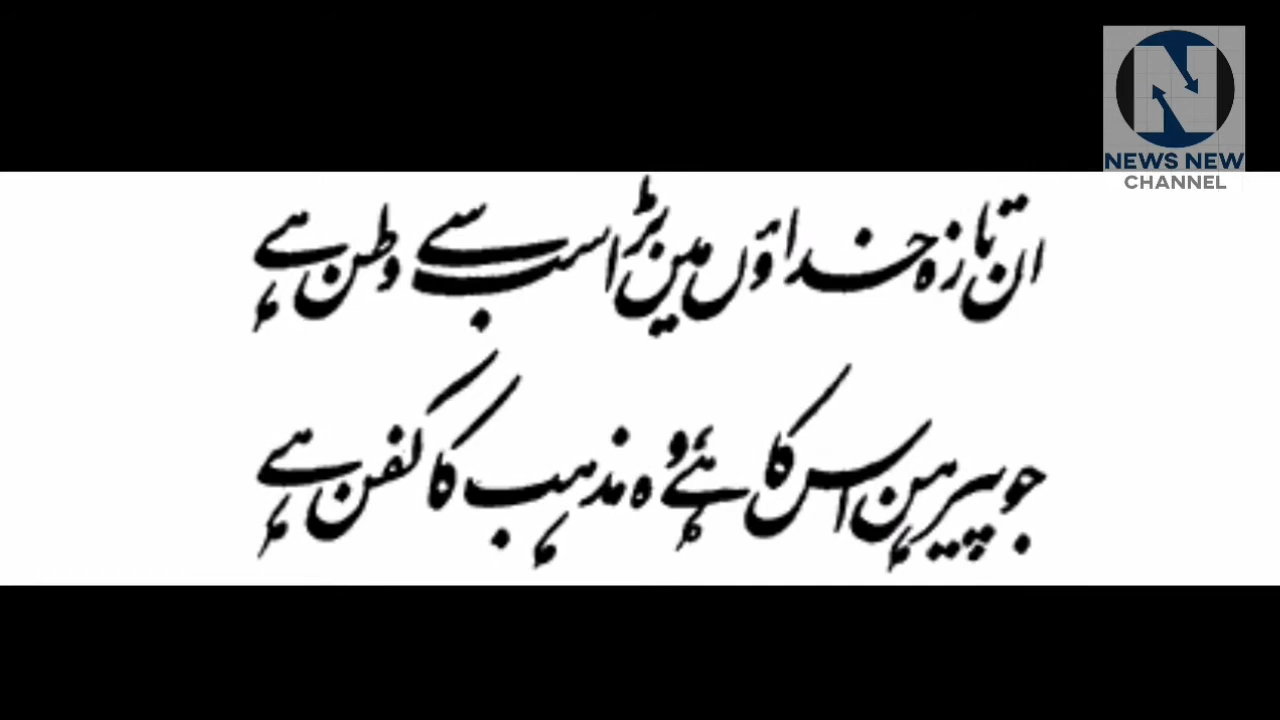 NEWS NEW
CHANNEL
ان تازہ خداؤں میں بڑا سب سے وطن ہے
جو پیرہن اس کا ہے وہ مذہب کا کفن ہے